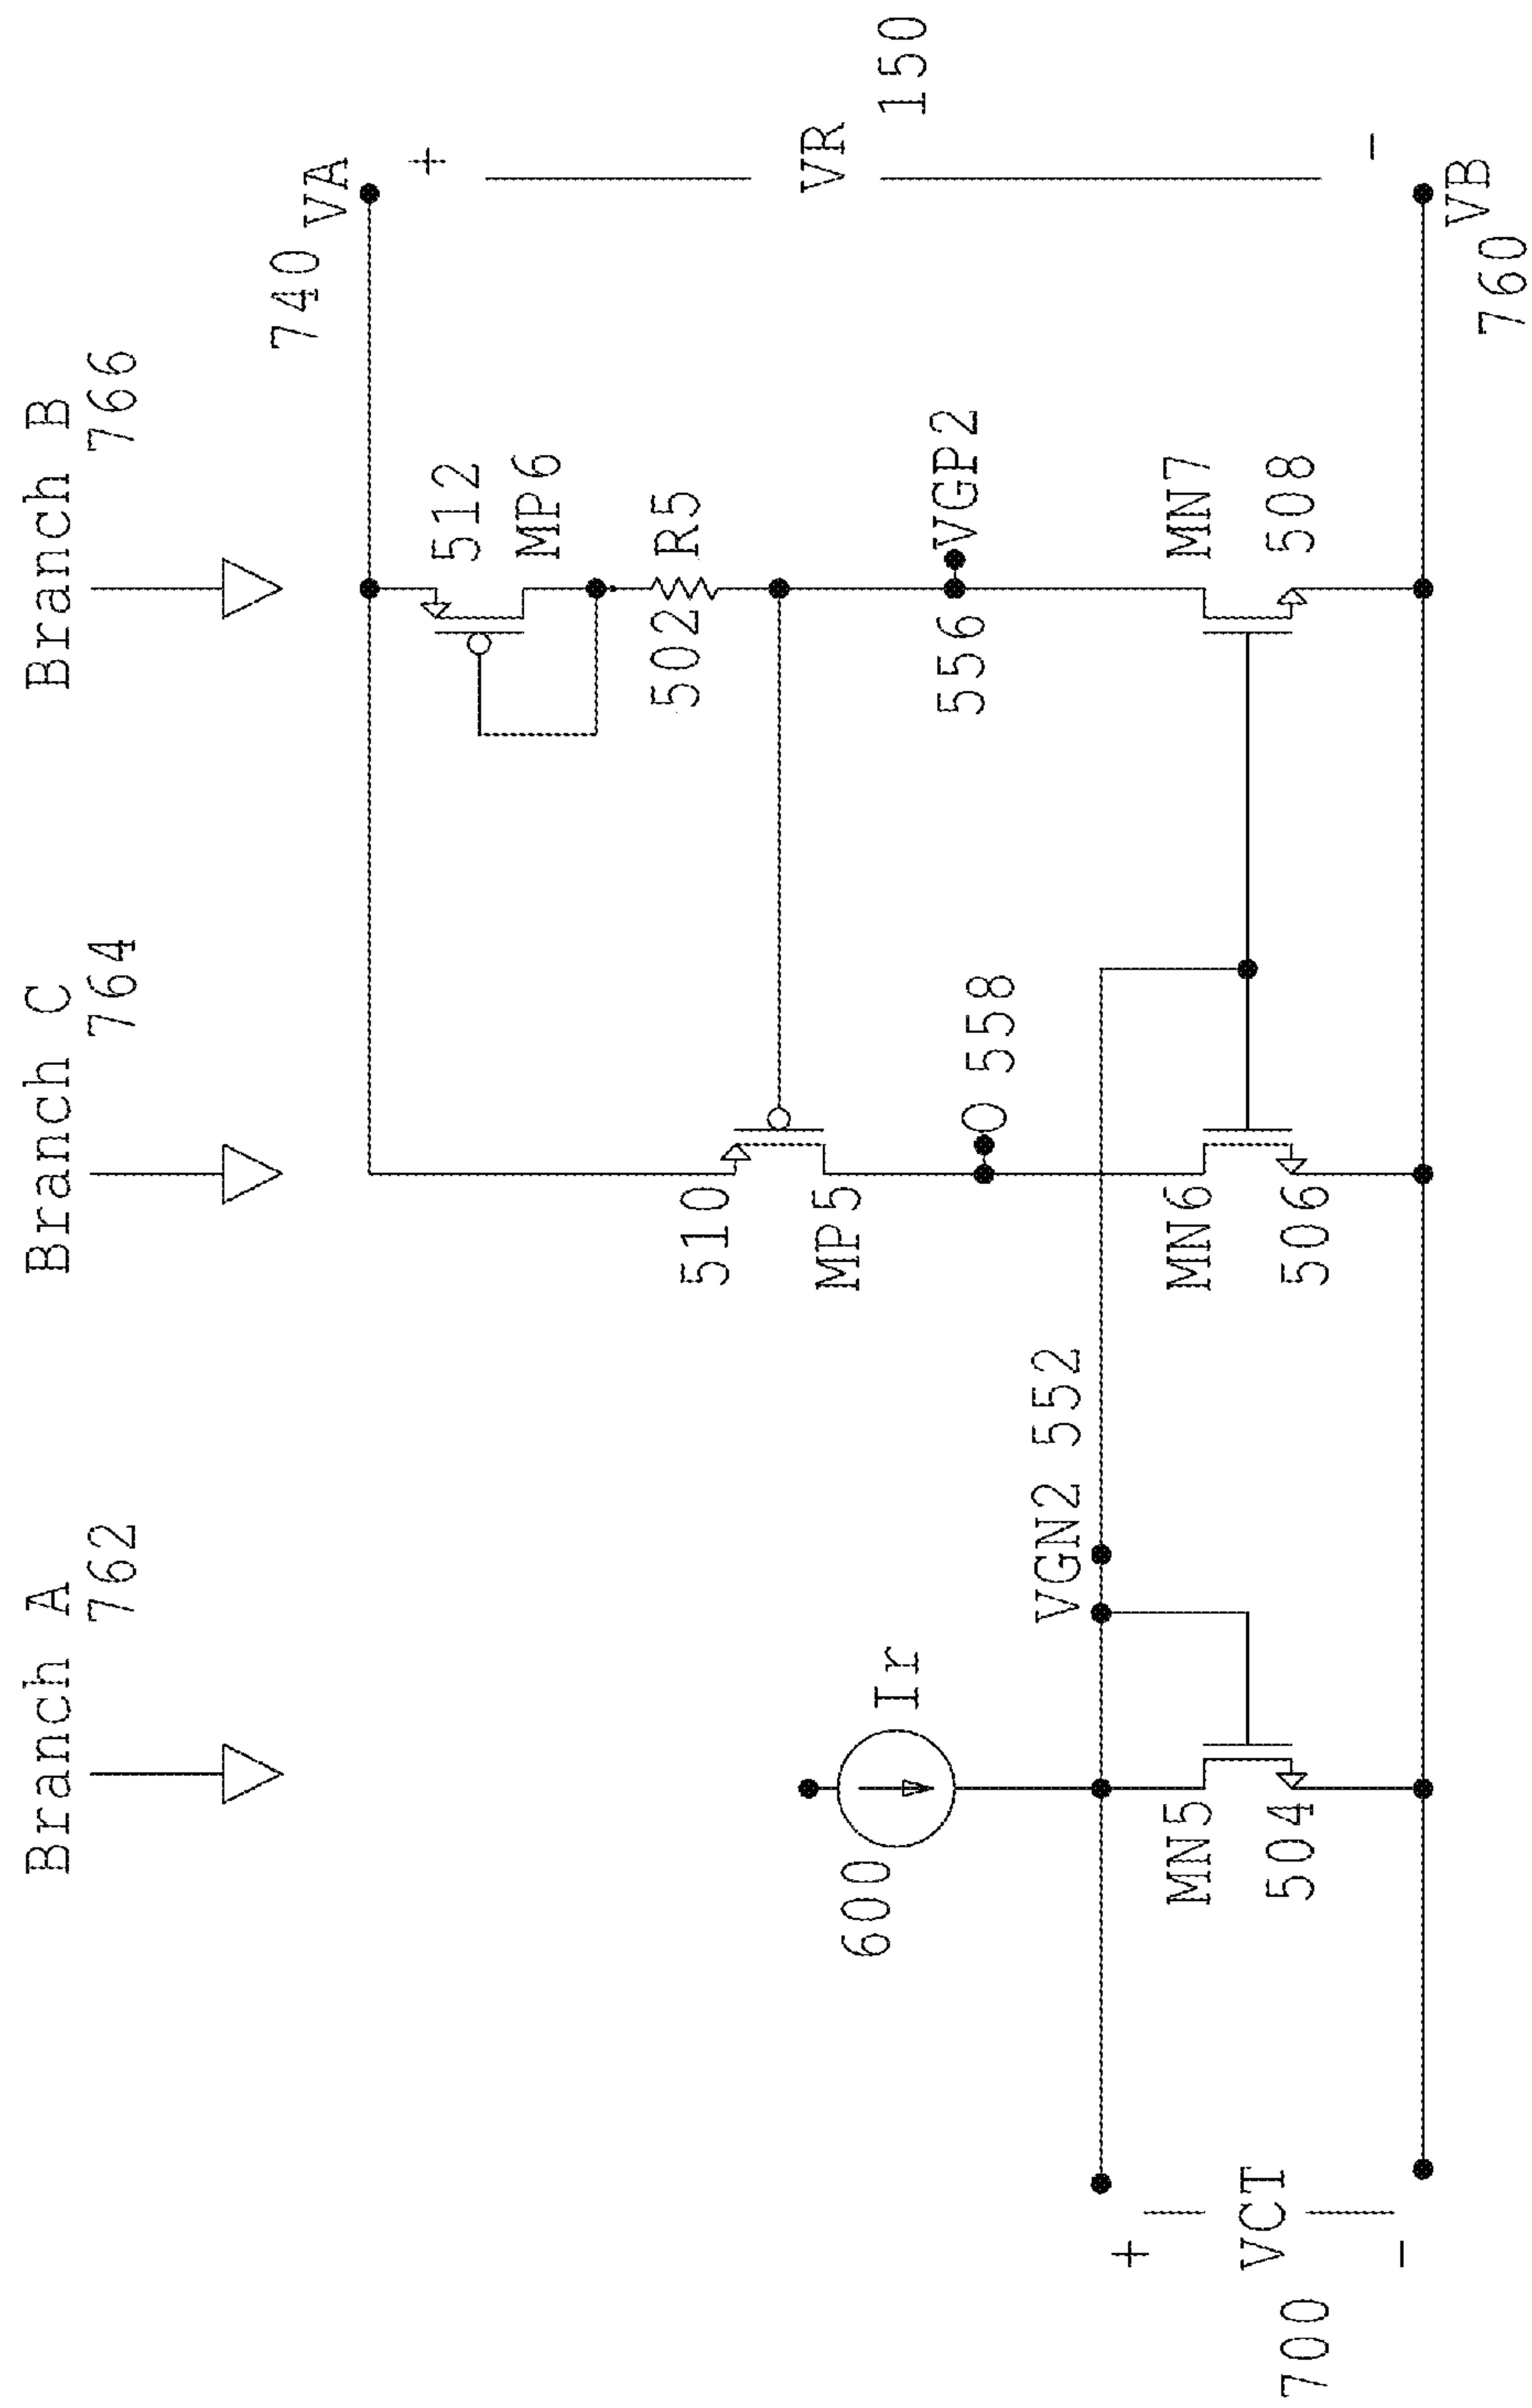 Branch A
762
Branch C
764
Branch B
766
740
VA
+
512
MP6
502
R5
VR
150
510
MP5
600
Ir
O 558
556
VGP2
VGN2 552
+
VCT
700
-
MN5
504
MN6
506
MN7
508
-
VB
760